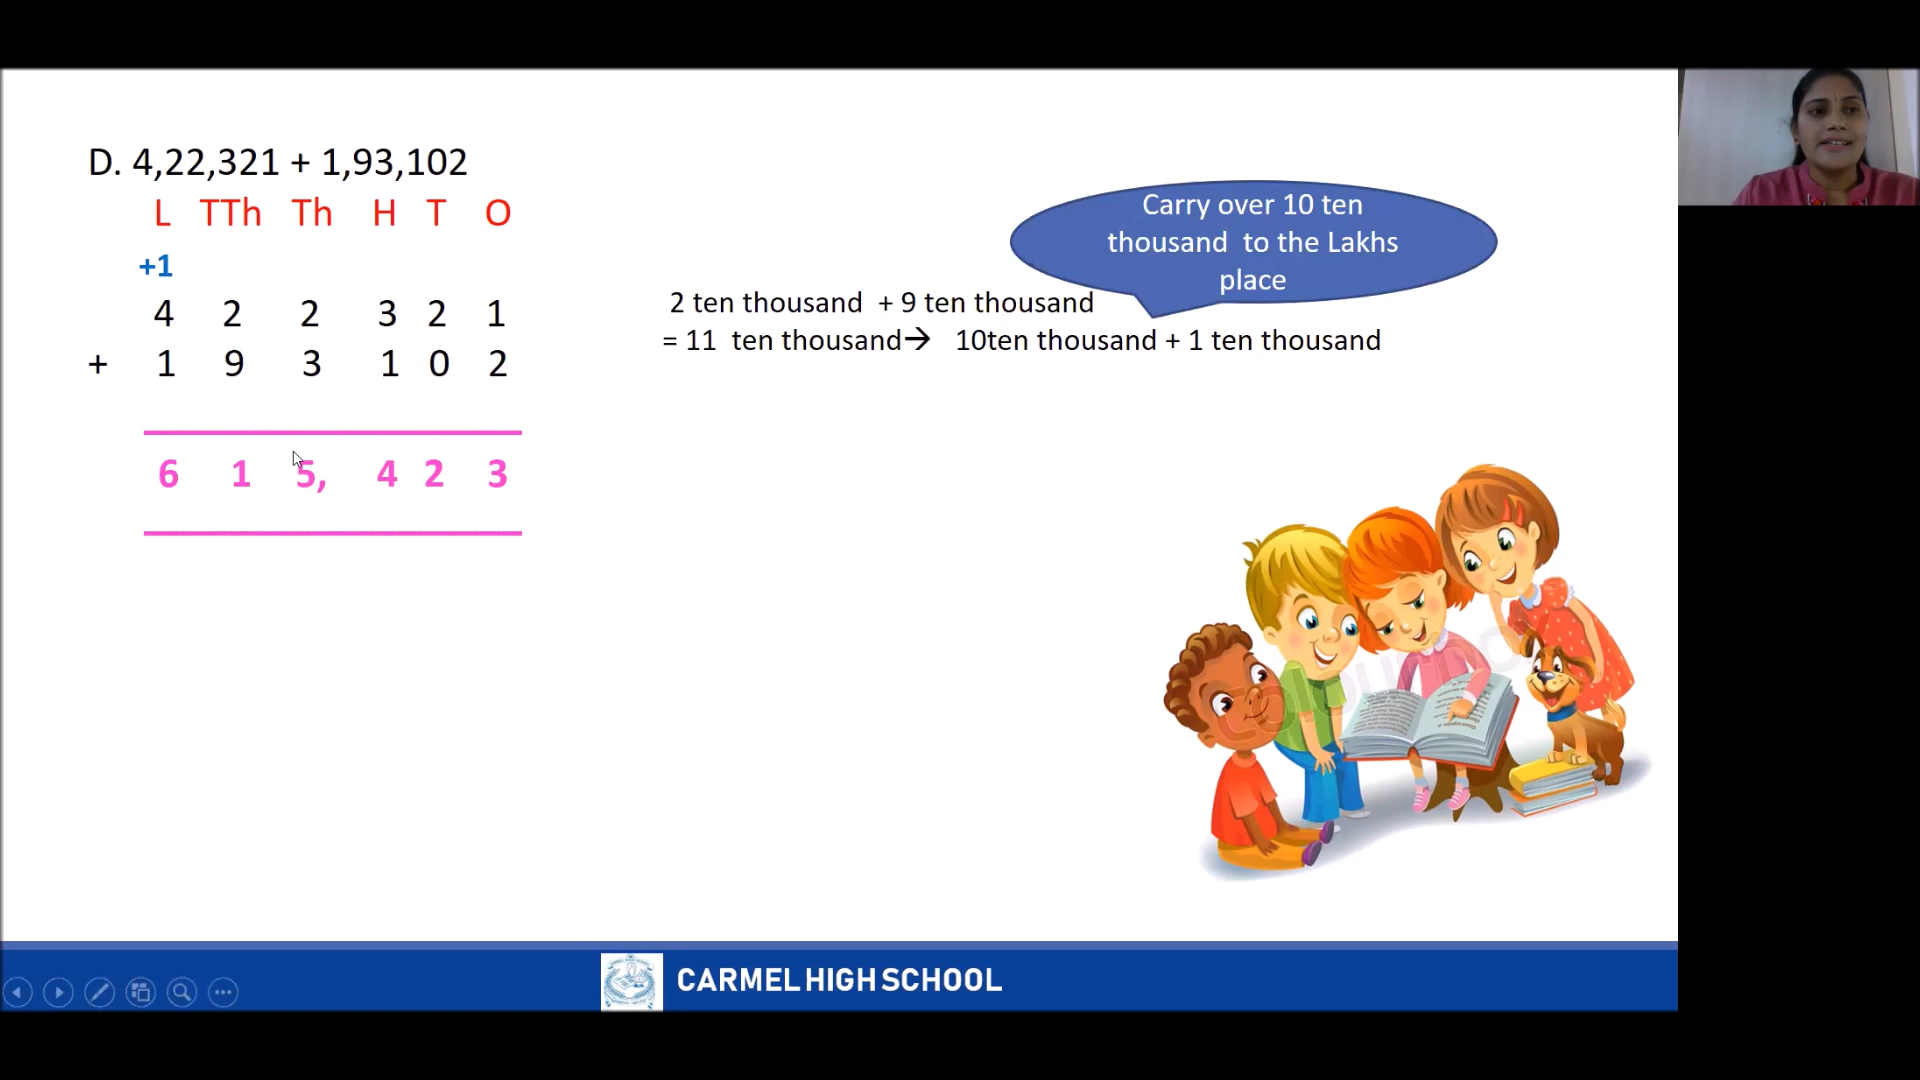 D. 4,22,321 + 1,93,102
L TTh Th H T O
+1
4 2 2 3 2 1
+ 1 9 3 1 0 2
6 1 5, 4 2 3
Carry over 10 ten
thousand to the Lakhs
place
2 ten thousand + 9 ten thousand
= 11 ten thousand→ 10ten thousand + 1 ten thousand
CARMEL HIGH SCHOOL